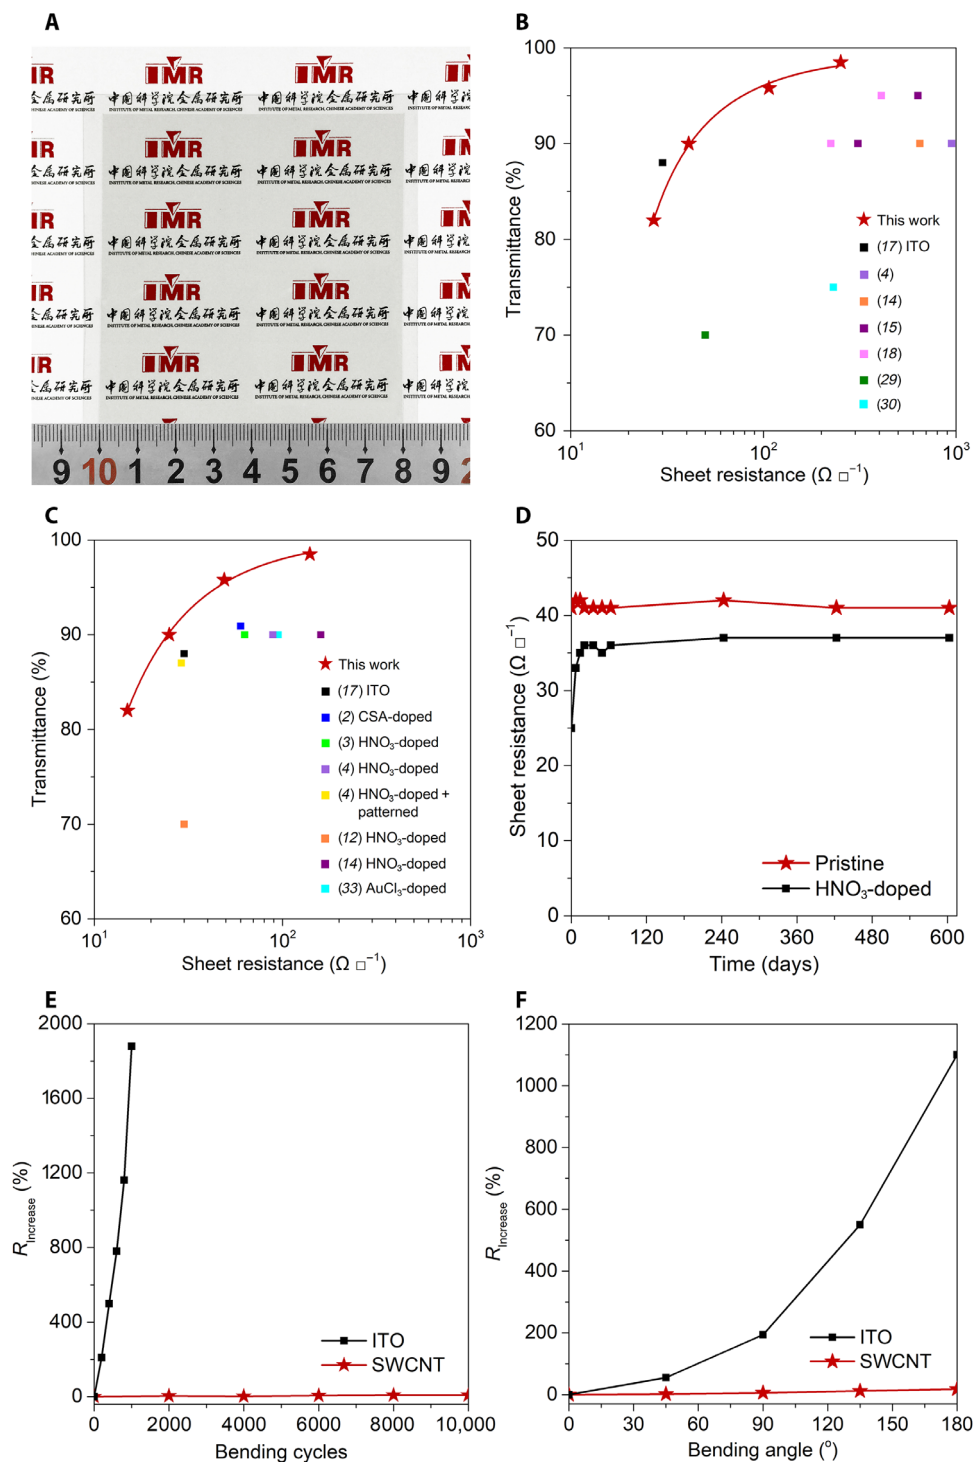 A
IMR
中国科学院金属研究所
INSTITUTE OF METAL RESEARCH, CHINESE ACADEMY OF SCIENCES
9 10 1 2 3 4 5 6 7 8 9 2
B
Transmittance (%)
100
90
80
70
60
10¹ 10² 10³
Sheet resistance (Ω □⁻¹)
This work
(17) ITO
(4)
(14)
(15)
(18)
(29)
(30)
C
Transmittance (%)
100
90
80
70
60
10¹ 10² 10³
Sheet resistance (Ω □⁻¹)
This work
(17) ITO
(2) CSA-doped
(3) HNO₃-doped
(4) HNO₃-doped
(4) HNO₃-doped +
patterned
(12) HNO₃-doped
(14) HNO₃-doped
(33) AuCl₃-doped
D
Sheet resistance (Ω □⁻¹)
50
40
30
20
10
0
0 120 240 360 480 600
Time (days)
Pristine
HNO₃-doped
E
R Increase (%)
2000
1600
1200
800
400
0
0 2000 4000 6000 8000 10,000
Bending cycles
ITO
SWCNT
F
R Increase (%)
1200
1000
800
600
400
200
0
0 45 90 135 180
Bending angle (°)
ITO
SWCNT